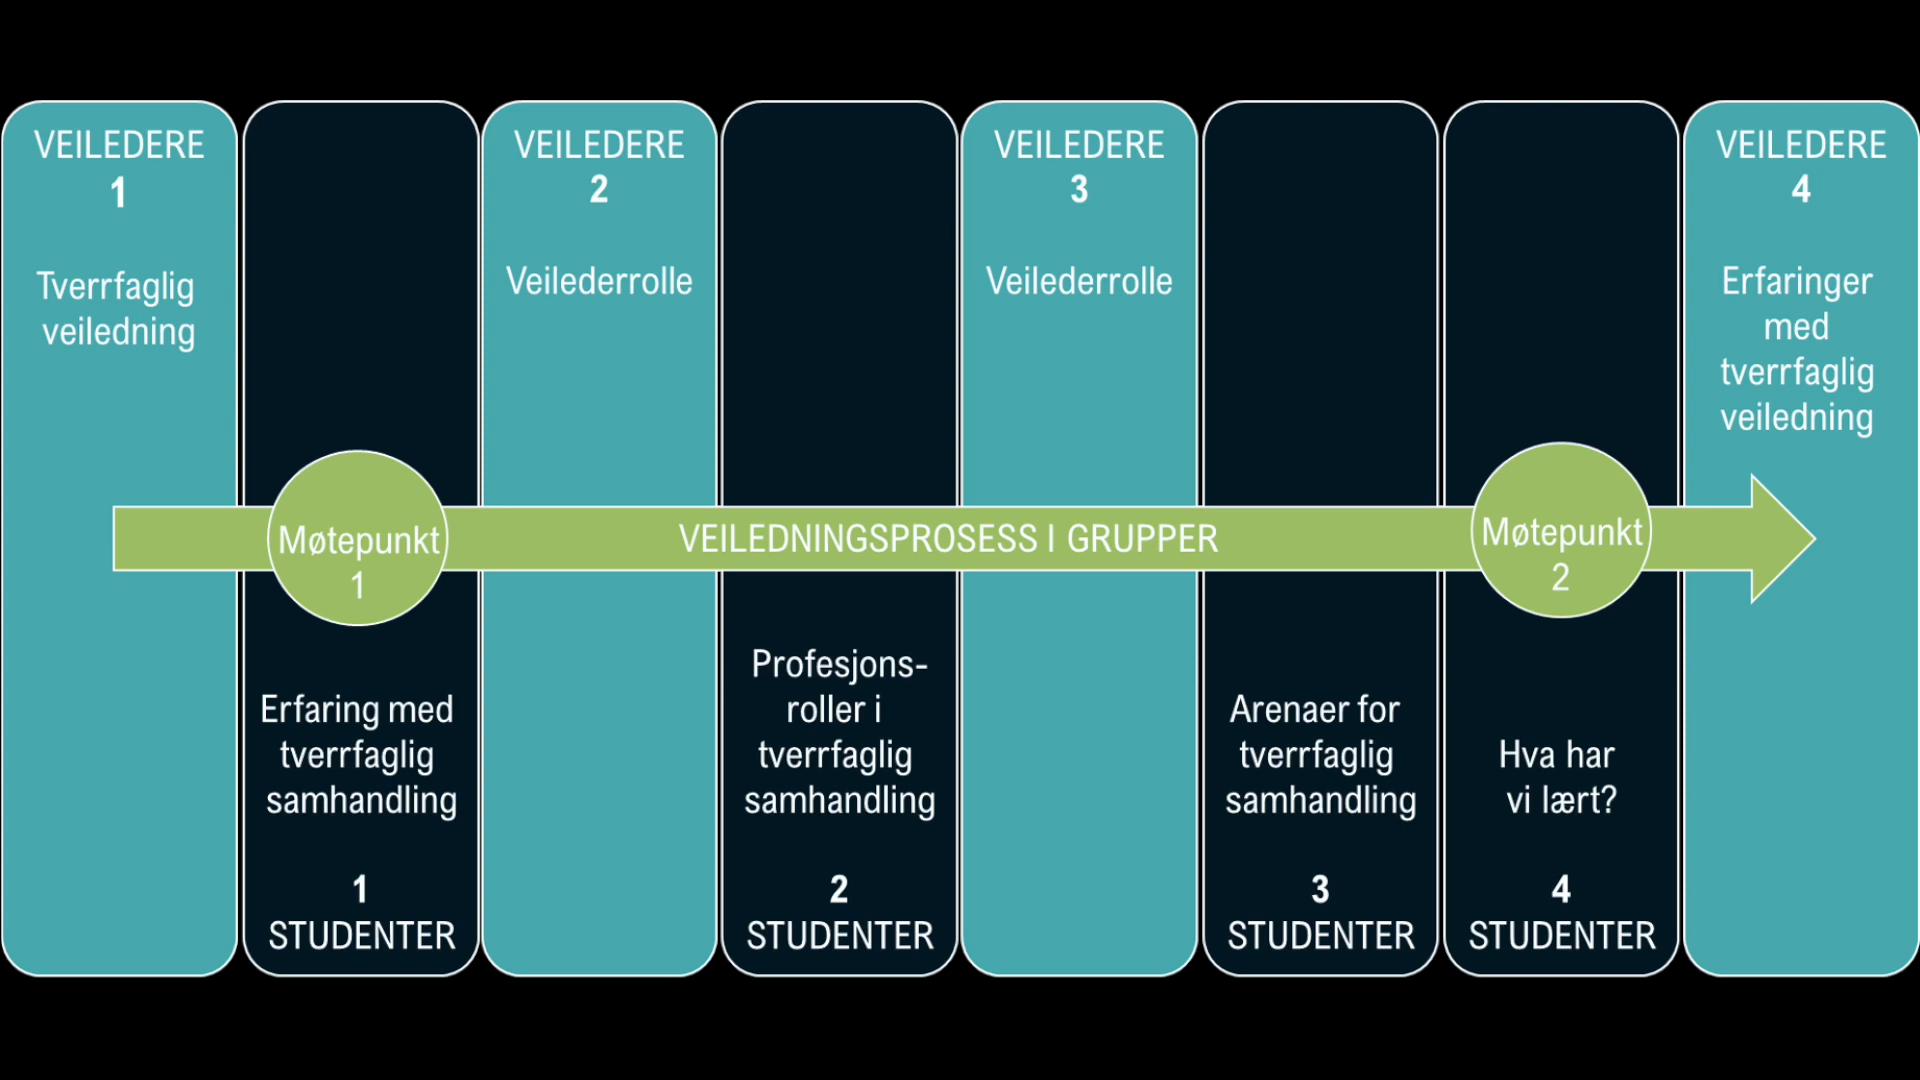 VEILEDERE
1
Tverrfaglig
veiledning
Møtepunkt
1
Erfaring med
tverrfaglig
samhandling
1
STUDENTER
VEILEDERE
2
Veilederrolle
VEILEDNINGSPROSESS I GRUPPER
Profesjons-
roller i
tverrfaglig
samhandling
2
STUDENTER
VEILEDERE
3
Veilederrolle
Arenaer for
tverrfaglig
samhandling
3
STUDENTER
Møtepunkt
2
Hva har
vi lært?
4
STUDENTER
VEILEDERE
4
Erfaringer
med
tverrfaglig
veiledning